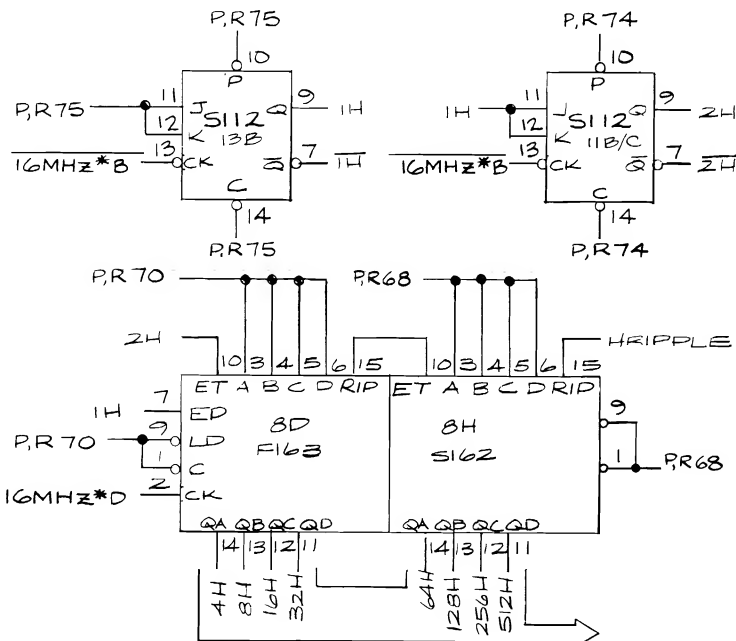 P,R75 P,R74
10 10
P P
P,R75 11 J Q 9 1H 1H 11 J Q 9 2H
S112 S112
12 K 13B 12 K 11B/C
16MHZ*B 13 CK Q 7 1H 16MHZ*B 13 CK Q 7 2H
C C
14 14
P,R75 P,R74
P,R70 P,R68
2H HRIPPLE
10 3 4 5 6 15 10 3 4 5 6 15
ET A B C D RIP ET A B C D RIP
1H 7 ED 9
P,R70 9 LD 8D 8H
F163 S162
1 C 1 P,R68
16MHZ*D 2 CK
QA QB QC QD QA QB QC QD
14 13 12 11 14 13 12 11
4H 8H 16H 32H 64H 128H 256H 512H